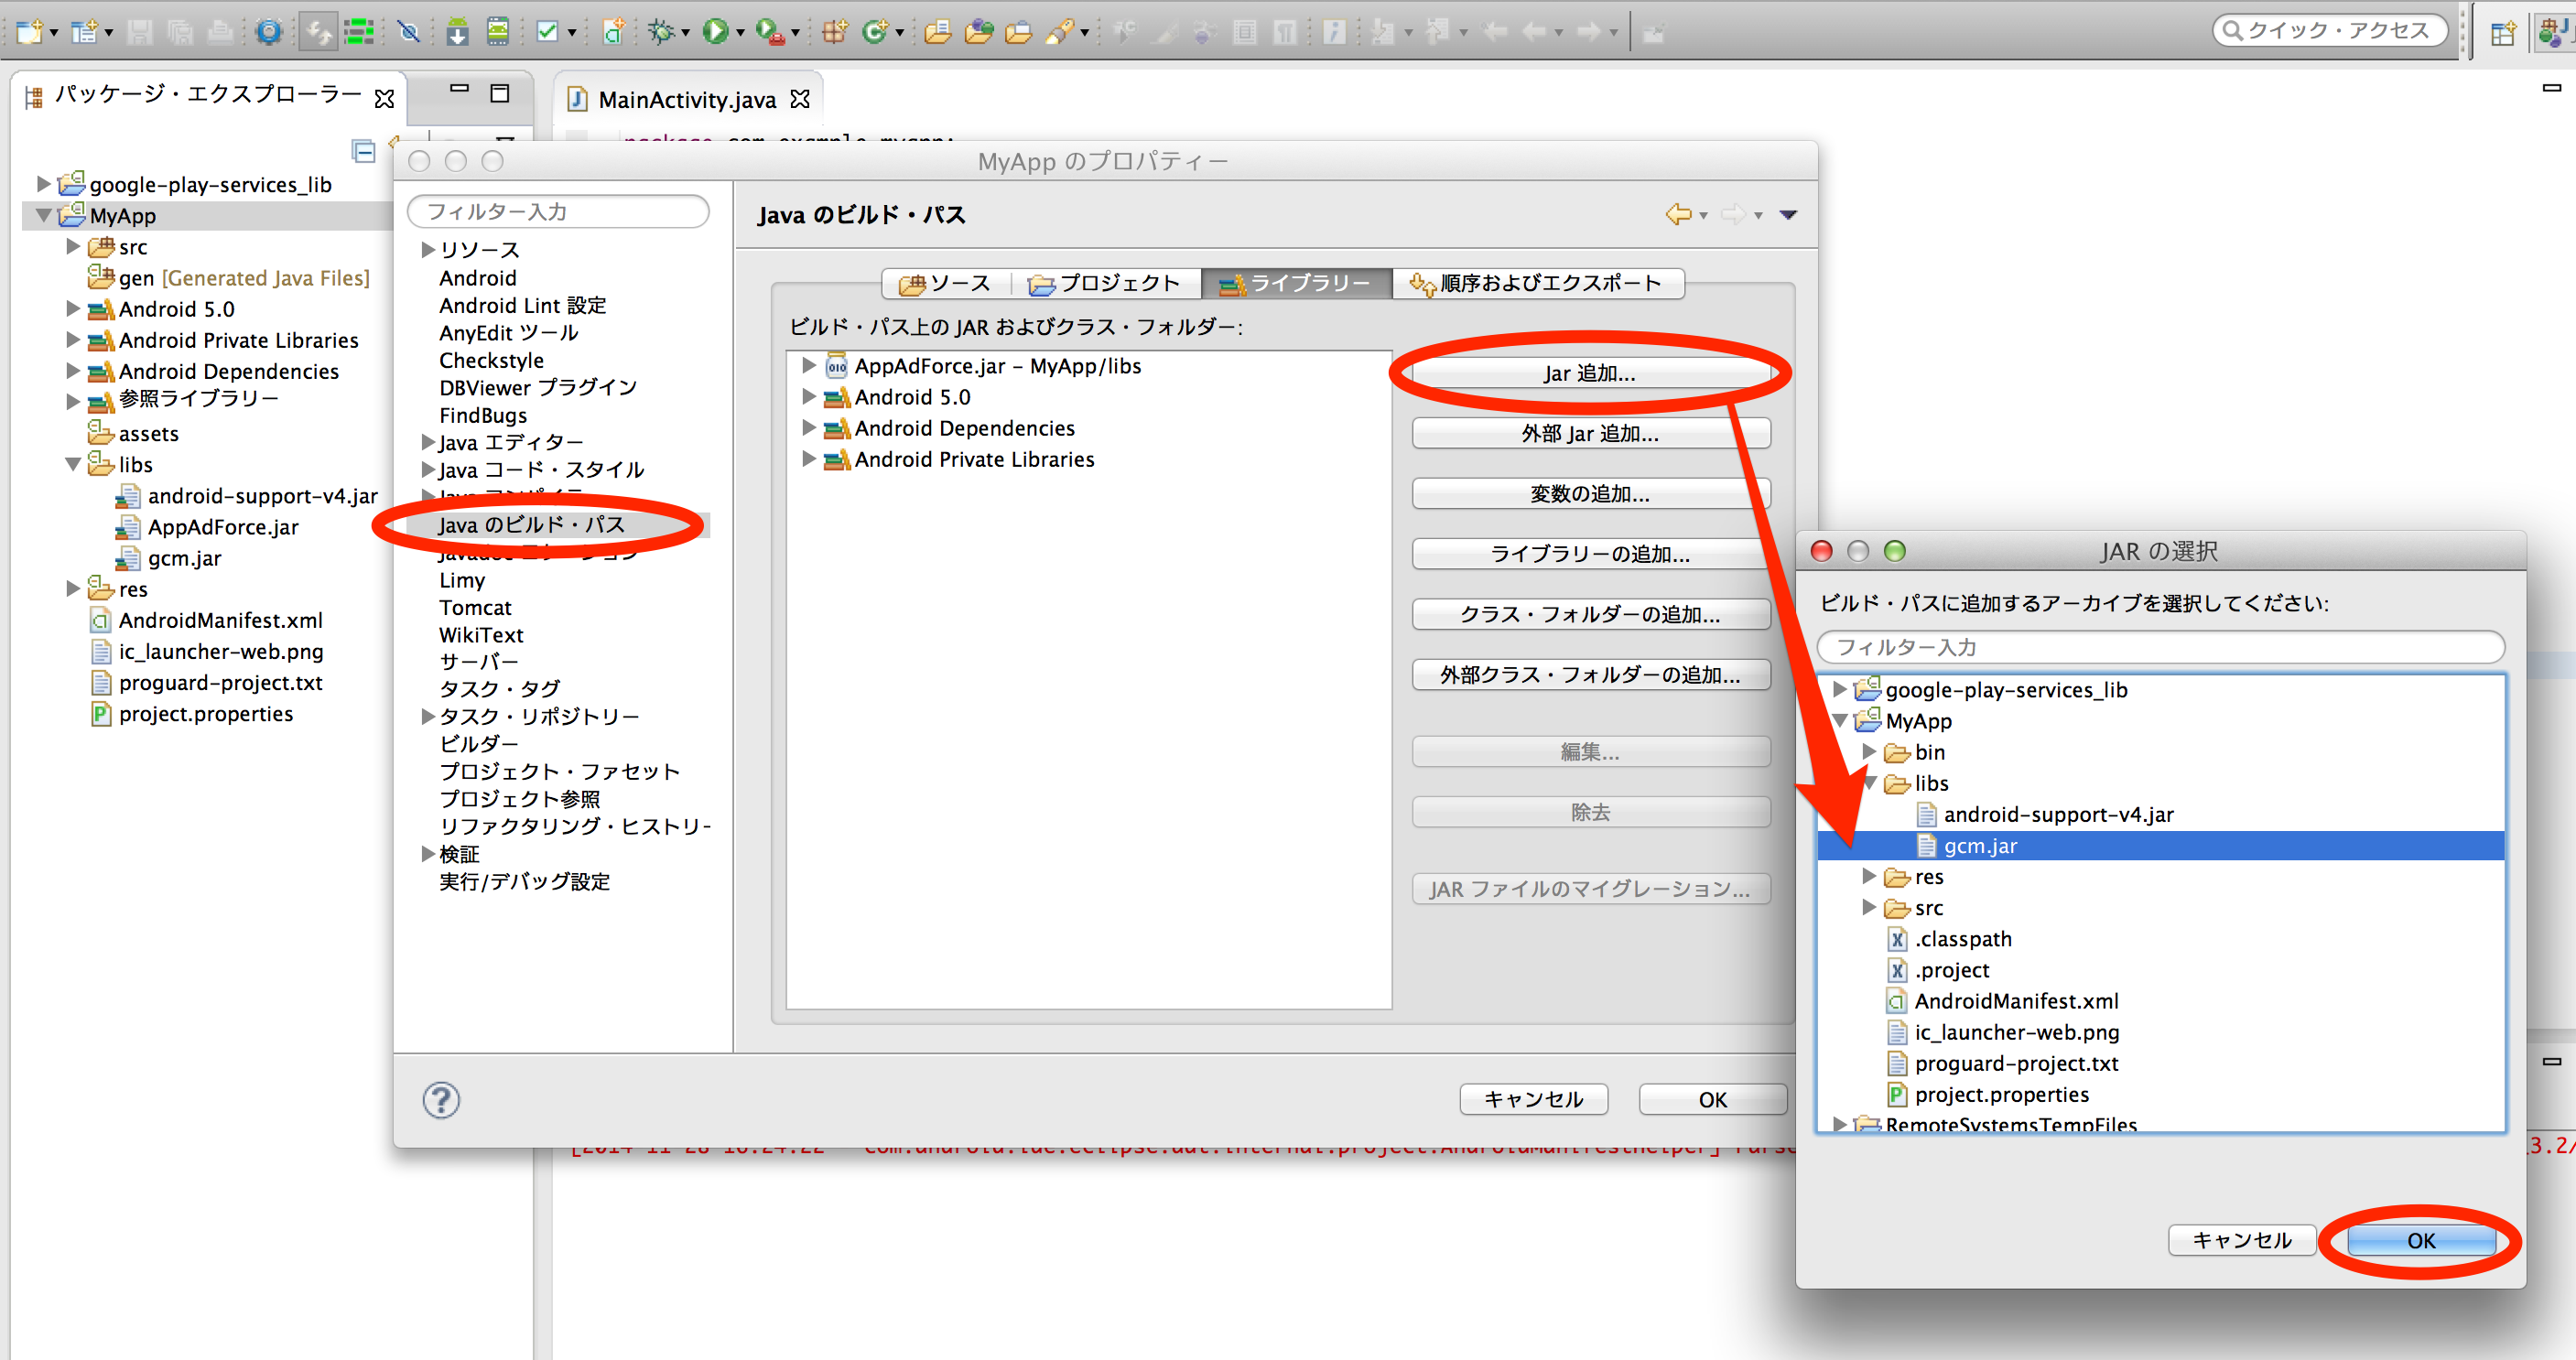 クイック・アクセス
パッケージ・エクスプローラー
MainActivity.java
google-play-services_lib
MyApp
src
gen [Generated Java Files]
Android 5.0
Android Private Libraries
Android Dependencies
参照ライブラリー
assets
libs
android-support-v4.jar
AppAdForce.jar
gcm.jar
res
AndroidManifest.xml
ic_launcher-web.png
proguard-project.txt
project.properties
MyApp のプロパティー
フィルター入力
リソース
Android
Android Lint 設定
AnyEdit ツール
Checkstyle
DBViewer プラグイン
FindBugs
Java エディター
Java コード・スタイル
Java のビルド・パス
Limy
Tomcat
WikiText
サーバー
タスク・タグ
タスク・リポジトリー
ビルダー
プロジェクト・ファセット
プロジェクト参照
リファクタリング・ヒストリ
検証
実行/デバッグ設定
Java のビルド・パス
ソース
プロジェクト
ライブラリー
順序およびエクスポート
ビルド・パス上の JAR およびクラス・フォルダー:
AppAdForce.jar – MyApp/libs
Android 5.0
Android Dependencies
Android Private Libraries
Jar 追加...
外部 Jar 追加...
変数の追加...
ライブラリーの追加...
クラス・フォルダーの追加...
外部クラス・フォルダーの追加...
編集...
除去
JAR ファイルのマイグレーション...
キャンセル
OK
JAR の選択
ビルド・パスに追加するアーカイブを選択してください:
フィルター入力
google-play-services_lib
MyApp
bin
libs
android-support-v4.jar
gcm.jar
res
src
.classpath
.project
AndroidManifest.xml
ic_launcher-web.png
proguard-project.txt
project.properties
RemoteSystemsTempFiles
キャンセル
OK
3.2/